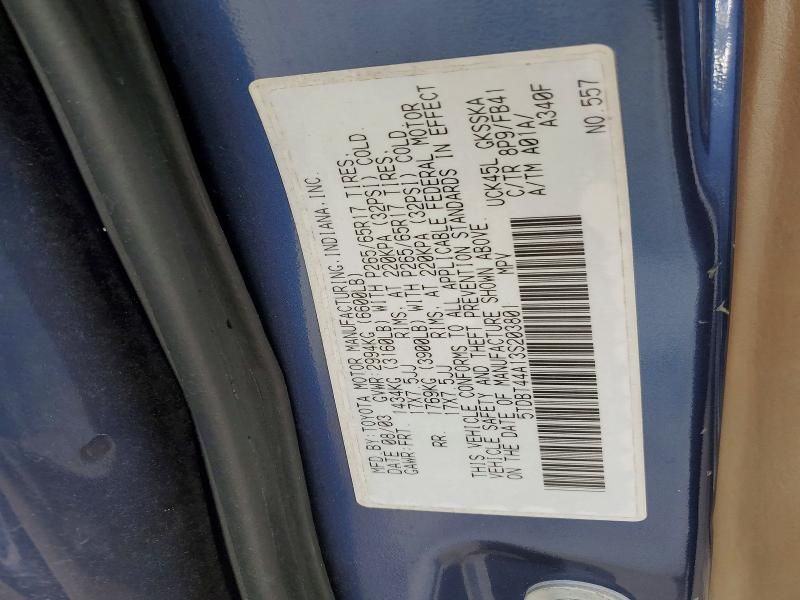 MFD.BY:TOYOTA MOTOR MANUFACTURING,INDIANA,INC.
DATE 08/03 GVWR:2994KG (6600LB)
GAWR:FRT. 1434KG (3160LB) WITH P265/65R17 TIRES,
17X7.5JJ RIMS, AT 220KPA (32PSI) COLD.
RR. 1769KG (3900LB) WITH P265/65R17 TIRES,
17X7.5JJ RIMS, AT 220KPA (32PSI) COLD.
THIS VEHICLE CONFORMS TO ALL APPLICABLE FEDERAL MOTOR
VEHICLE SAFETY AND THEFT PREVENTION STANDARDS IN EFFECT
ON THE DATE OF MANUFACTURE SHOWN ABOVE.
5TDBT44A13S203801 MPV
UCK45L GKSSKA
C/TR 8P9/FB41
A/TM A01A/
A340F
NO.557